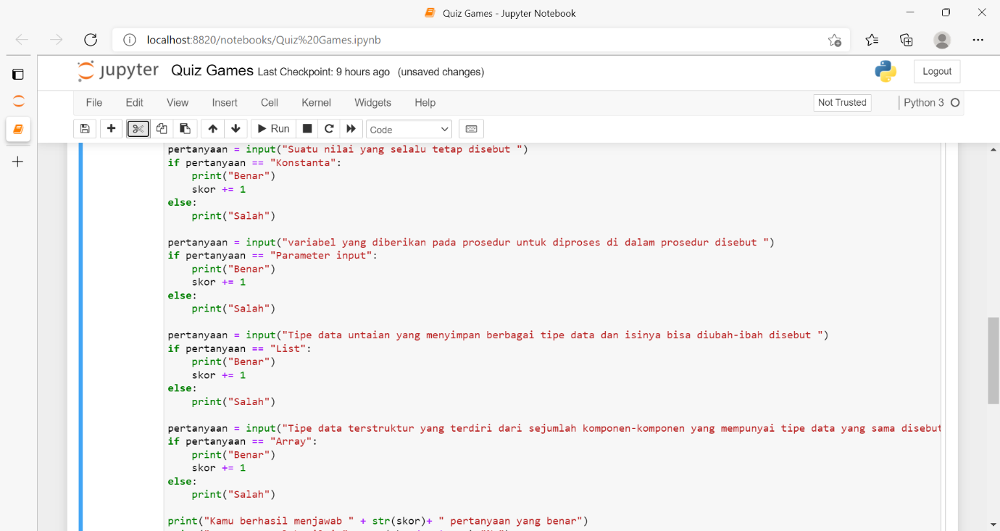 Quiz Games - Jupyter Notebook
localhost:8820/notebooks/Quiz%20Games.ipynb
jupyter Quiz Games Last Checkpoint: 9 hours ago (unsaved changes)
Logout
File Edit View Insert Cell Kernel Widgets Help
Not Trusted
Python 3
Run
Code
pertanyaan = input("Suatu nilai yang selalu tetap disebut ")
if pertanyaan == "Konstanta":
    print("Benar")
    skor += 1
else:
    print("Salah")
pertanyaan = input("variabel yang diberikan pada prosedur untuk diproses di dalam prosedur disebut ")
if pertanyaan == "Parameter input":
    print("Benar")
    skor += 1
else:
    print("Salah")
pertanyaan = input("Tipe data untaian yang menyimpan berbagai tipe data dan isinya bisa diubah-ibah disebut ")
if pertanyaan == "List":
    print("Benar")
    skor += 1
else:
    print("Salah")
pertanyaan = input("Tipe data terstruktur yang terdiri dari sejumlah komponen-komponen yang mempunyai tipe data yang sama disebut
if pertanyaan == "Array":
    print("Benar")
    skor += 1
else:
    print("Salah")
print("Kamu berhasil menjawab " + str(skor)+ " pertanyaan yang benar")